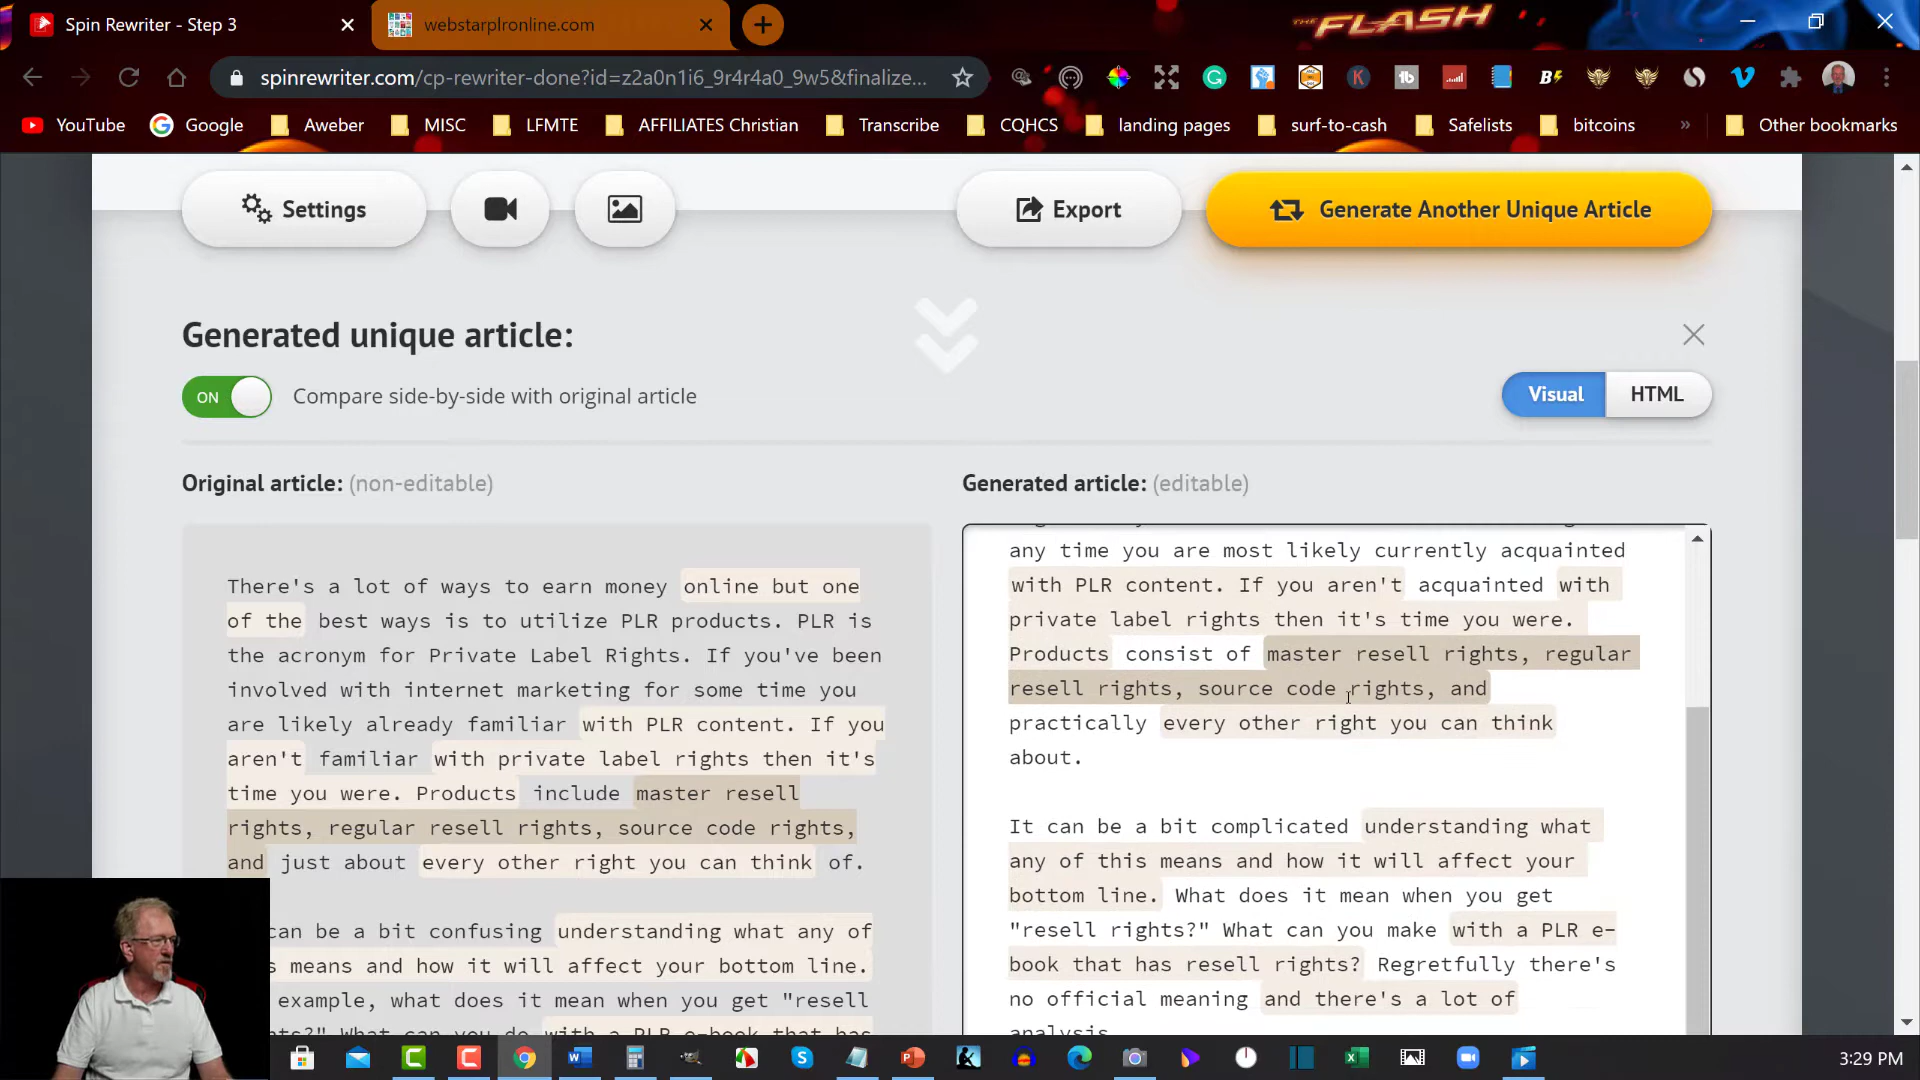 Spin Rewriter - Step 3
webstarplronline.com
THE FLASH
spinrewriter.com/cp-rewriter-done?id=z2a0n1i6_9r4r4a0_9w5&finalize...
YouTube Google Aweber MISC LFMTE AFFILIATES Christian Transcribe CQHCS landing pages surf-to-cash Safelists bitcoins » Other bookmarks
Settings
Export
Generate Another Unique Article
Generated unique article:
ON
Compare side-by-side with original article
Visual
HTML
Original article: (non-editable)
There's a lot of ways to earn money online but one
of the best ways is to utilize PLR products. PLR is
the acronym for Private Label Rights. If you've been
involved with internet marketing for some time you
are likely already familiar with PLR content. If you
aren't familiar with private label rights then it's
time you were. Products include master resell
rights, regular resell rights, source code rights,
and just about every other right you can think of.
can be a bit confusing understanding what any of
s means and how it will affect your bottom line.
example, what does it mean when you get "resell
What can you do with a PLR e-book that has
Generated article: (editable)
any time you are most likely currently acquainted
with PLR content. If you aren't acquainted with
private label rights then it's time you were.
Products consist of master resell rights, regular
resell rights, source code rights, and
practically every other right you can think
about.
It can be a bit complicated understanding what
any of this means and how it will affect your
bottom line. What does it mean when you get
"resell rights?" What can you make with a PLR e-
book that has resell rights? Regretfully there's
no official meaning and there's a lot of
analysis
3:29 PM